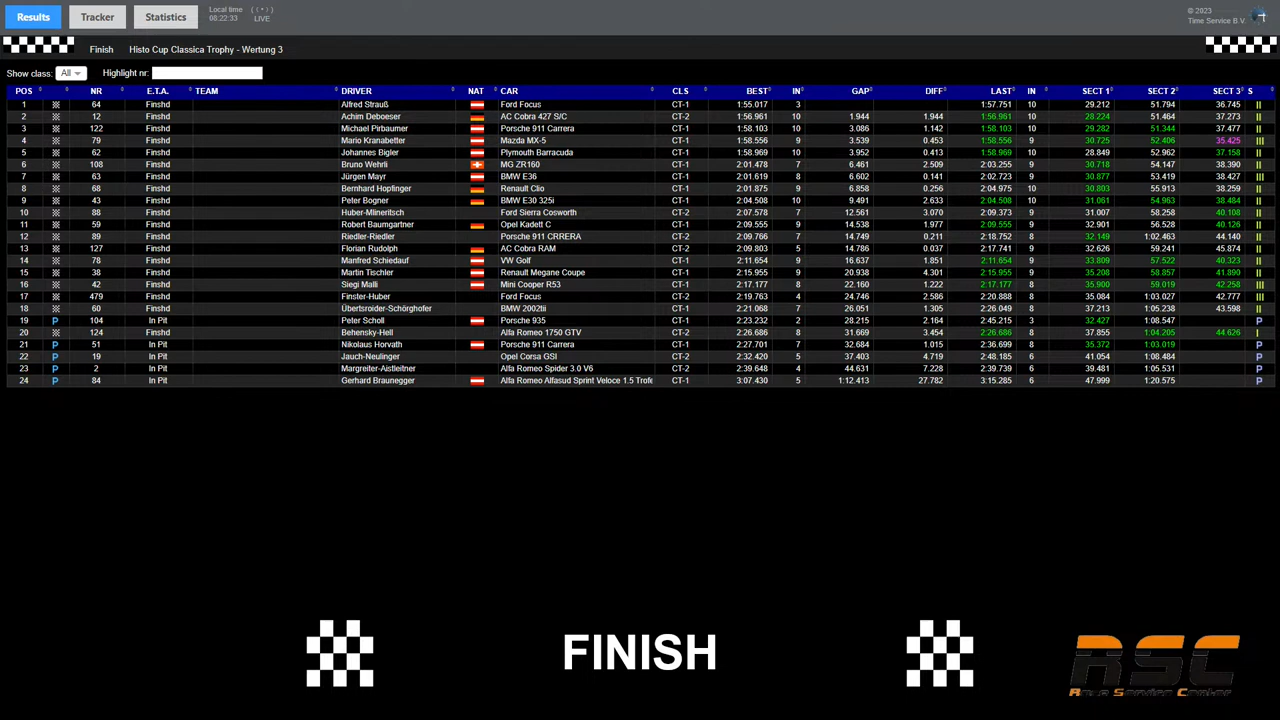 Results Tracker Statistics Local time 08:22:33 LIVE © 2023 Time Service B.V.
Finish Histo Cup Classica Trophy - Wertung 3
Show class: All Highlight nr:
POS NR E.T.A. TEAM DRIVER NAT CAR CLS BEST IN GAP DIFF LAST IN SECT 1 SECT 2 SECT 3 S
1 64 Finshd Alfred Strauß Ford Focus CT-1 1:55.017 3 1:57.751 10 29.212 51.794 36.745
2 12 Finshd Achim Deboeser AC Cobra 427 S/C CT-2 1:56.961 10 1.944 1.944 1:56.961 10 28.224 51.464 37.273
3 122 Finshd Michael Pirbaumer Porsche 911 Carrera CT-1 1:58.103 10 3.086 1.142 1:58.103 10 29.282 51.344 37.477
4 79 Finshd Mario Kranabetter Mazda MX-5 CT-1 1:58.556 9 3.539 0.453 1:58.556 9 30.725 52.406 35.425
5 62 Finshd Johannes Bigler Plymouth Barracuda CT-2 1:58.969 10 3.952 0.413 1:58.969 10 28.849 52.962 37.158
6 108 Finshd Bruno Wehrli MG ZR160 CT-1 2:01.478 7 6.461 2.509 2:03.255 9 30.718 54.147 38.390
7 63 Finshd Jürgen Mayr BMW E36 CT-1 2:01.619 8 6.602 0.141 2:02.723 9 30.877 53.419 38.427
8 68 Finshd Bernhard Hopfinger Renault Clio CT-1 2:01.875 9 6.858 0.256 2:04.975 10 30.803 55.913 38.259
9 43 Finshd Peter Bogner BMW E30 325i CT-1 2:04.508 10 9.491 2.633 2:04.508 10 31.061 54.963 38.484
10 88 Finshd Huber-Mlineritsch Ford Sierra Cosworth CT-2 2:07.578 7 12.561 3.070 2:09.373 9 31.007 58.258 40.108
11 59 Finshd Robert Baumgartner Opel Kadett C CT-1 2:09.555 9 14.538 1.977 2:09.555 9 32.901 56.528 40.126
12 89 Finshd Riedler-Riedler Porsche 911 CRRERA CT-2 2:09.766 7 14.749 0.211 2:18.752 8 32.149 1:02.463 44.140
13 127 Finshd Florian Rudolph AC Cobra RAM CT-2 2:09.803 5 14.786 0.037 2:17.741 9 32.626 59.241 45.874
14 78 Finshd Manfred Schiedauf VW Golf CT-1 2:11.654 9 16.637 1.851 2:11.654 9 33.809 57.522 40.323
15 38 Finshd Martin Tischler Renault Megane Coupe CT-1 2:15.955 9 20.938 4.301 2:15.955 9 35.208 58.857 41.890
16 42 Finshd Siegi Malli Mini Cooper R53 CT-1 2:17.177 8 22.160 1.222 2:17.177 8 35.900 59.019 42.258
17 479 Finshd Finster-Huber Ford Focus CT-2 2:19.763 4 24.746 2.586 2:20.888 8 35.084 1:03.027 42.777
18 60 Finshd Übertsroider-Schörghofer BMW 2002tii CT-2 2:21.068 7 26.051 1.305 2:26.049 8 37.213 1:05.238 43.598
19 P 104 In Pit Peter Scholl Porsche 935 CT-1 2:23.232 2 28.215 2.164 2:45.215 3 32.427 1:08.547 P
20 124 Finshd Behensky-Hell Alfa Romeo 1750 GTV CT-2 2:26.686 8 31.669 3.454 2:26.686 8 37.855 1:04.205 44.626
21 P 51 In Pit Nikolaus Horvath Porsche 911 Carrera CT-1 2:27.701 7 32.684 1.015 2:36.499 8 35.372 1:03.019 P
22 P 19 In Pit Jauch-Neulinger Opel Corsa GSI CT-2 2:32.420 5 37.403 4.719 2:48.185 6 41.054 1:08.484 P
23 P 2 In Pit Margreiter-Aistleitner Alfa Romeo Spider 3.0 V6 CT-2 2:39.648 4 44.631 7.228 2:39.739 6 39.481 1:05.531 P
24 P 84 In Pit Gerhard Braunegger Alfa Romeo Alfasud Sprint Veloce 1.5 Trofe CT-1 3:07.430 5 1:12.413 27.782 3:15.285 6 47.999 1:20.575 P
FINISH
RSC
Race Service Center